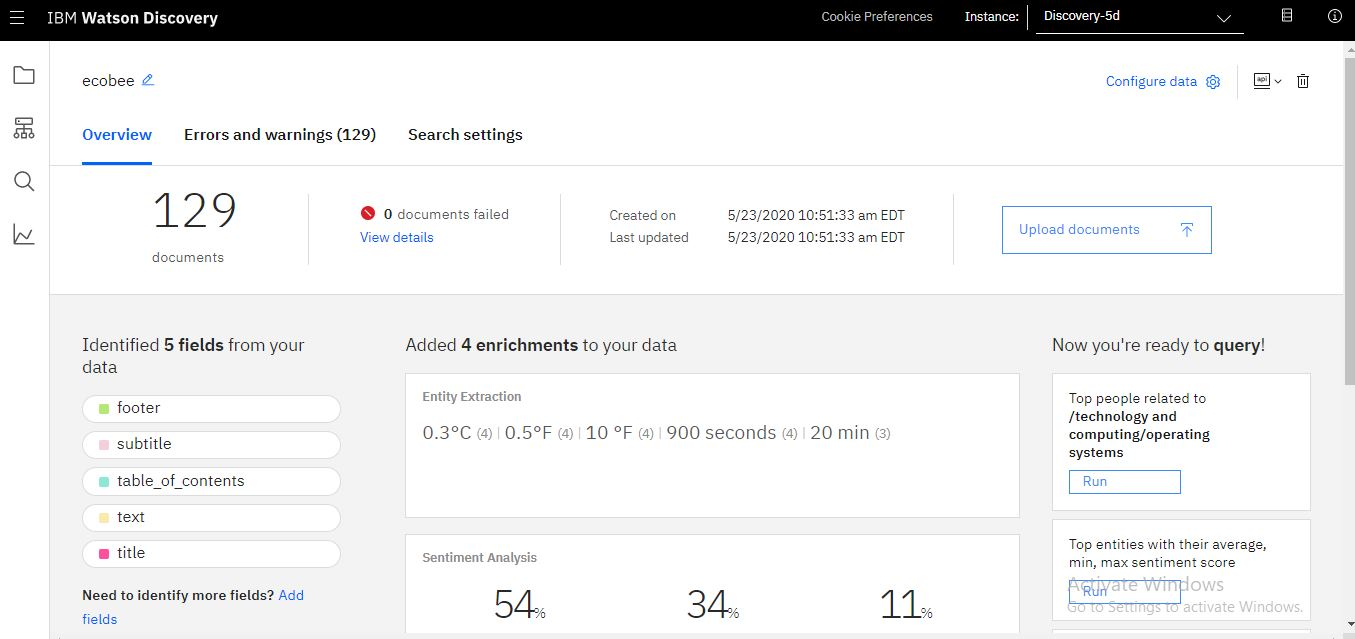 IBM Watson Discovery
Cookie Preferences
Instance:
Discovery-5d
ecobee
Configure data
api
Overview
Errors and warnings (129)
Search settings
129
documents
0 documents failed
View details
Created on 5/23/2020 10:51:33 am EDT
Last updated 5/23/2020 10:51:33 am EDT
Upload documents
Identified 5 fields from your
data
footer
subtitle
table_of_contents
text
title
Need to identify more fields? Add
fields
Added 4 enrichments to your data
Entity Extraction
0.3°C (4) | 0.5°F (4) | 10 °F (4) | 900 seconds (4) | 20 min (3)
Sentiment Analysis
54% 34% 11%
Now you're ready to query!
Top people related to
/technology and
computing/operating
systems
Run
Top entities with their average,
min, max sentiment score
Run
Activate Windows
Go to Settings to activate Windows.